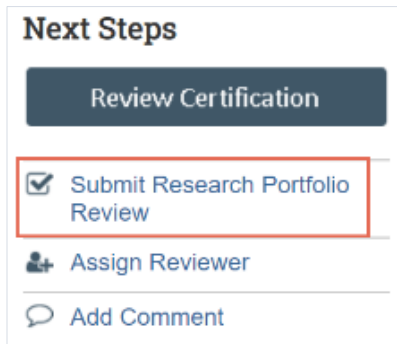 Next Steps
Review Certification
Submit Research Portfolio
Review
Assign Reviewer
Add Comment